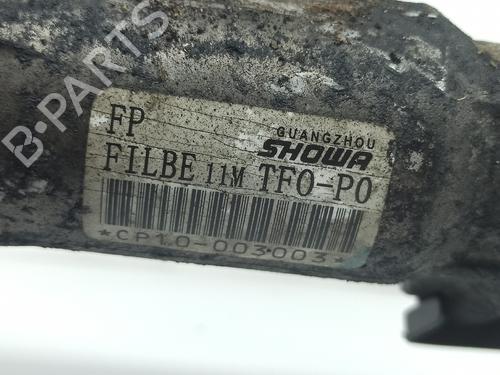 B-PARTS
FP
GUANGZHOU
SHOWA
FILBE 11M TF0-P0
*CP10-003003*